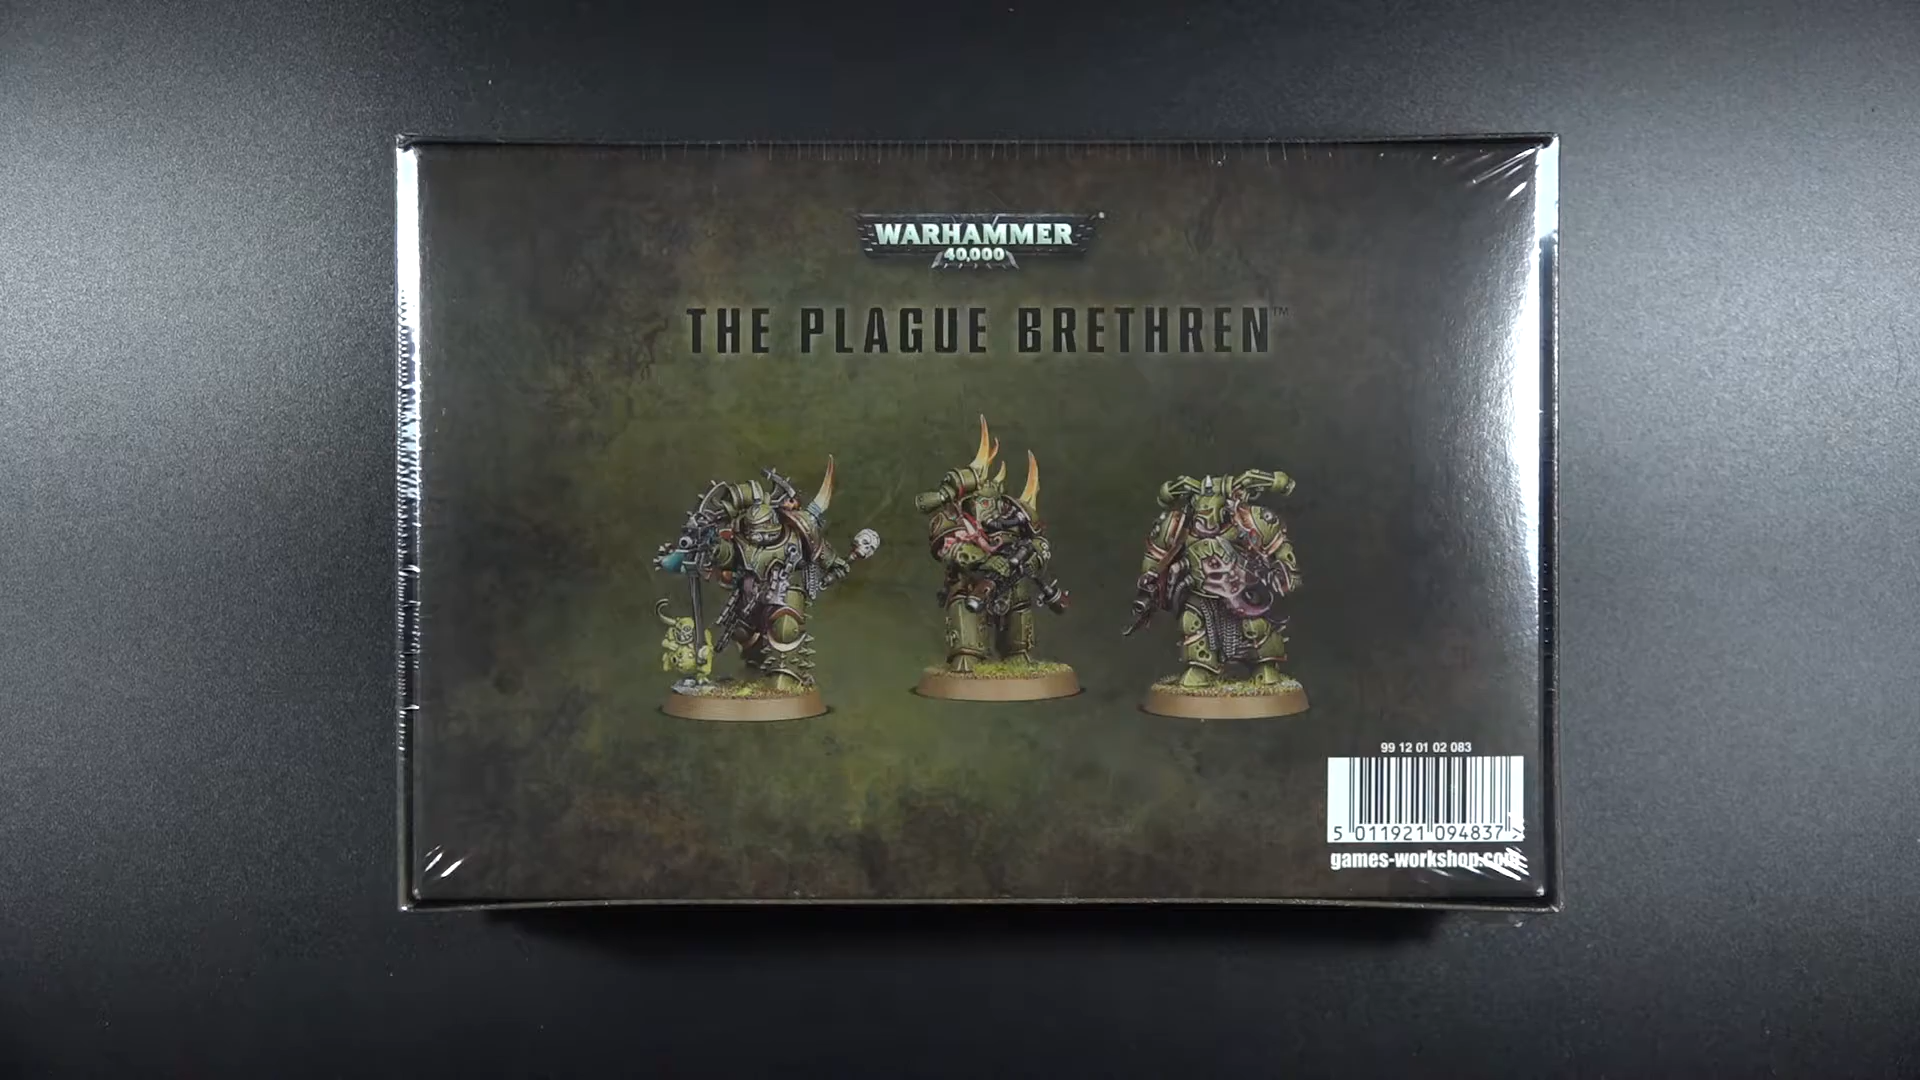 WARHAMMER
40,000
THE PLAGUE BRETHREN™
99 12 01 02 083
5 011921 094837 >
games-workshop.com